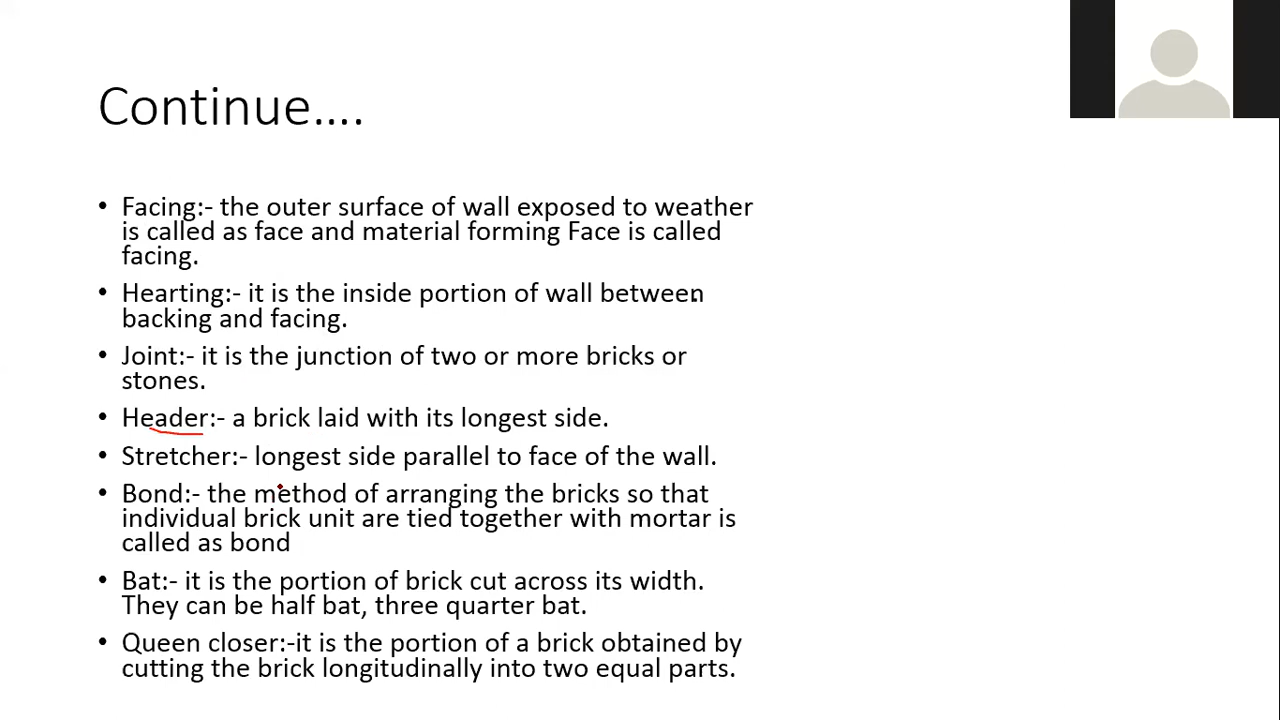 Continue....
• Facing:- the outer surface of wall exposed to weather
is called as face and material forming Face is called
facing.
• Hearting:- it is the inside portion of wall between
backing and facing.
• Joint:- it is the junction of two or more bricks or
stones.
• Header:- a brick laid with its longest side.
• Stretcher:- longest side parallel to face of the wall.
• Bond:- the method of arranging the bricks so that
individual brick unit are tied together with mortar is
called as bond
• Bat:- it is the portion of brick cut across its width.
They can be half bat, three quarter bat.
• Queen closer:-it is the portion of a brick obtained by
cutting the brick longitudinally into two equal parts.